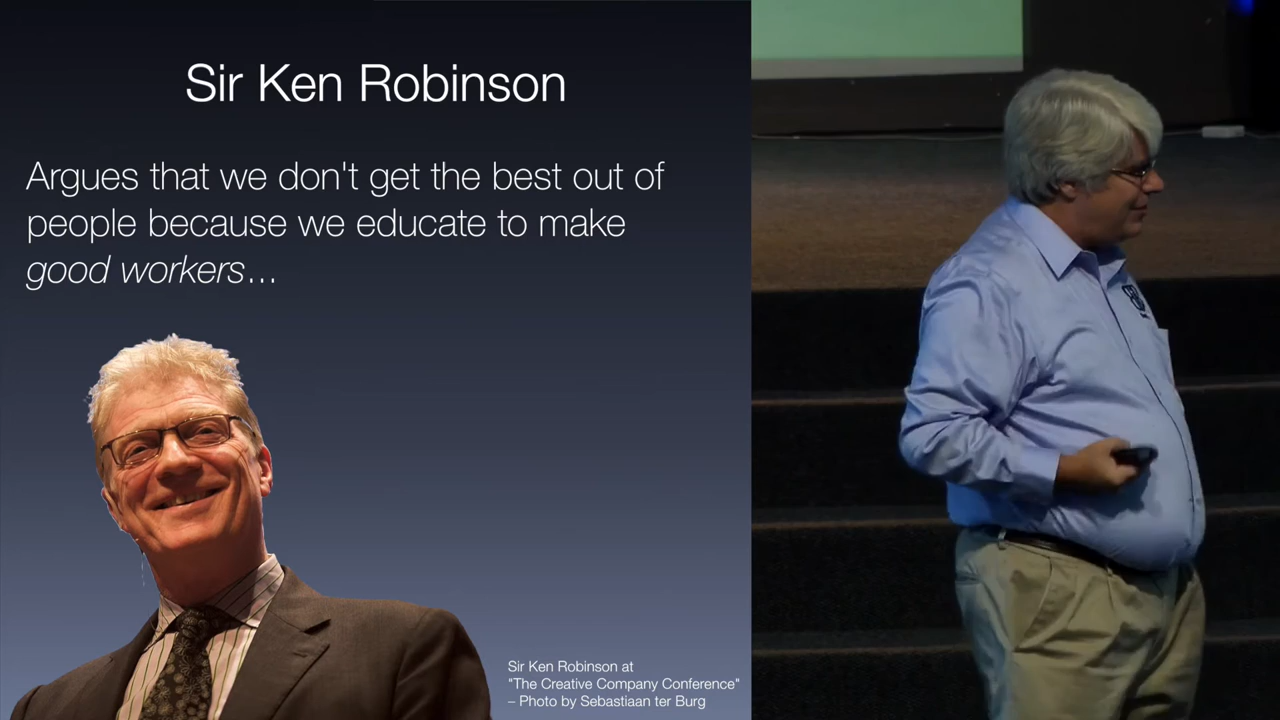 Sir Ken Robinson
Argues that we don't get the best out of
people because we educate to make
good workers…
Sir Ken Robinson at
"The Creative Company Conference"
– Photo by Sebastiaan ter Burg